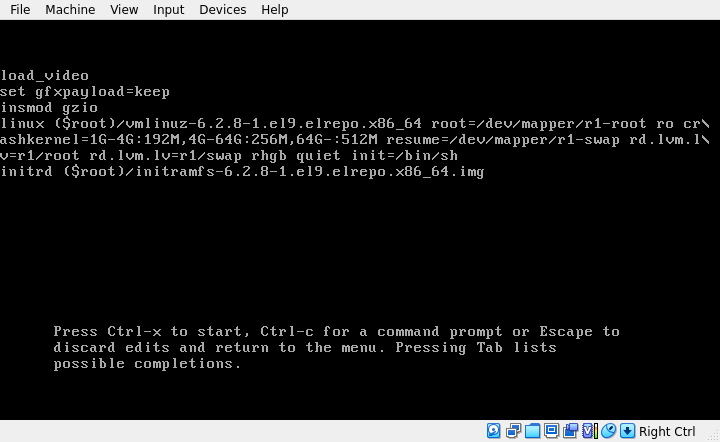 File Machine View Input Devices Help
load_video
set gfxpayload=keep
insmod gzio
linux ($root)/vmlinuz-6.2.8-1.el9.elrepo.x86_64 root=/dev/mapper/r1-root ro cr\
ashkernel=1G-4G:192M,4G-64G:256M,64G-:512M resume=/dev/mapper/r1-swap rd.lvm.l\
v=r1/root rd.lvm.lv=r1/swap rhgb quiet init=/bin/sh
initrd ($root)/initramfs-6.2.8-1.el9.elrepo.x86_64.img
Press Ctrl-x to start, Ctrl-c for a command prompt or Escape to
discard edits and return to the menu. Pressing Tab lists
possible completions.
Right Ctrl